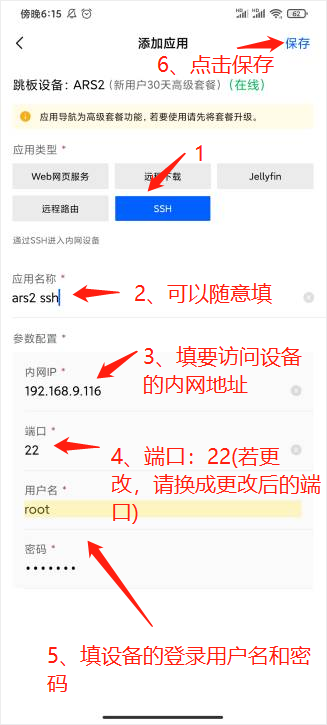 傍晚6:15
62
添加应用
保存
6、点击保存
跳板设备: ARS2 (新用户30天高级套餐) (在线)
应用导航为高级套餐功能，若要使用请先将套餐升级。
应用类型 *
1
Web网页服务
远程下载
Jellyfin
远程路由
SSH
通过SSH进入内网设备
应用名称 *
ars2 ssh
2、可以随意填
参数配置 *
3、填要访问设备
的内网地址
内网IP *
192.168.9.116
端口 *
22
4、端口：22(若更
改，请换成更改后的端
口)
用户名 *
root
密码 *
•••••••
5、填设备的登录用户名和密
码